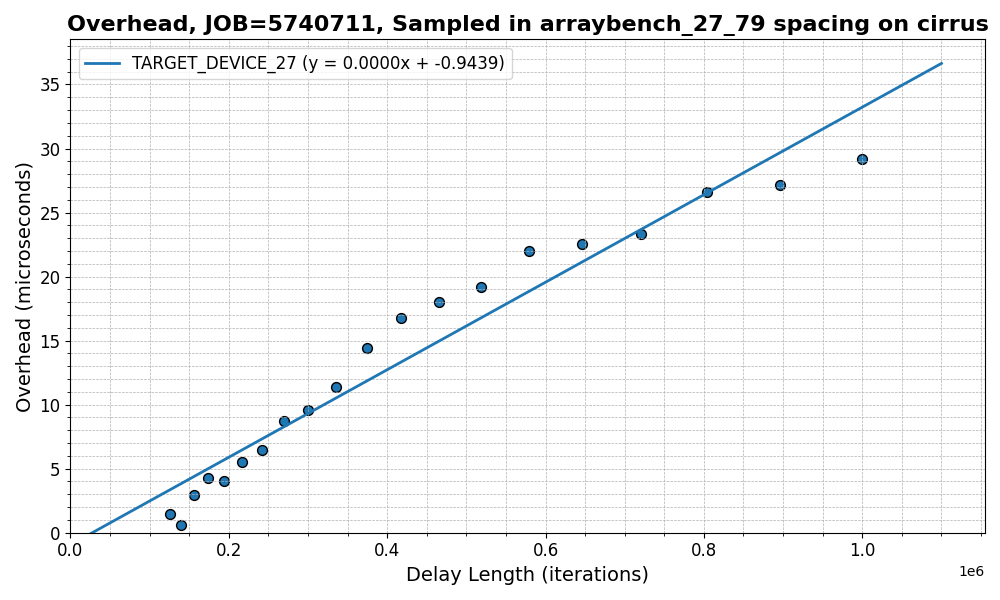 Overhead, JOB=5740711, Sampled in arraybench_27_79 spacing on cirrus
TARGET_DEVICE_27 (y = 0.0000x + -0.9439)
Overhead (microseconds)
35
30
25
20
15
10
5
0
0.0 0.2 0.4 0.6 0.8 1.0
1e6
Delay Length (iterations)